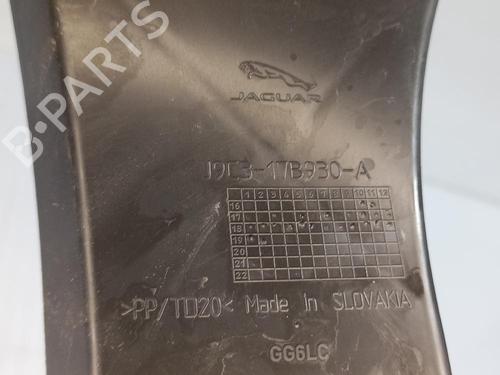 B-PARTS
JAGUAR
J9C3-17B930-A
1 2 3 4 5 6 7 8 9 10 11 12
16
17
18
19
20
21
22
>PP/TD20< Made in SLOVAKIA
GG6LC